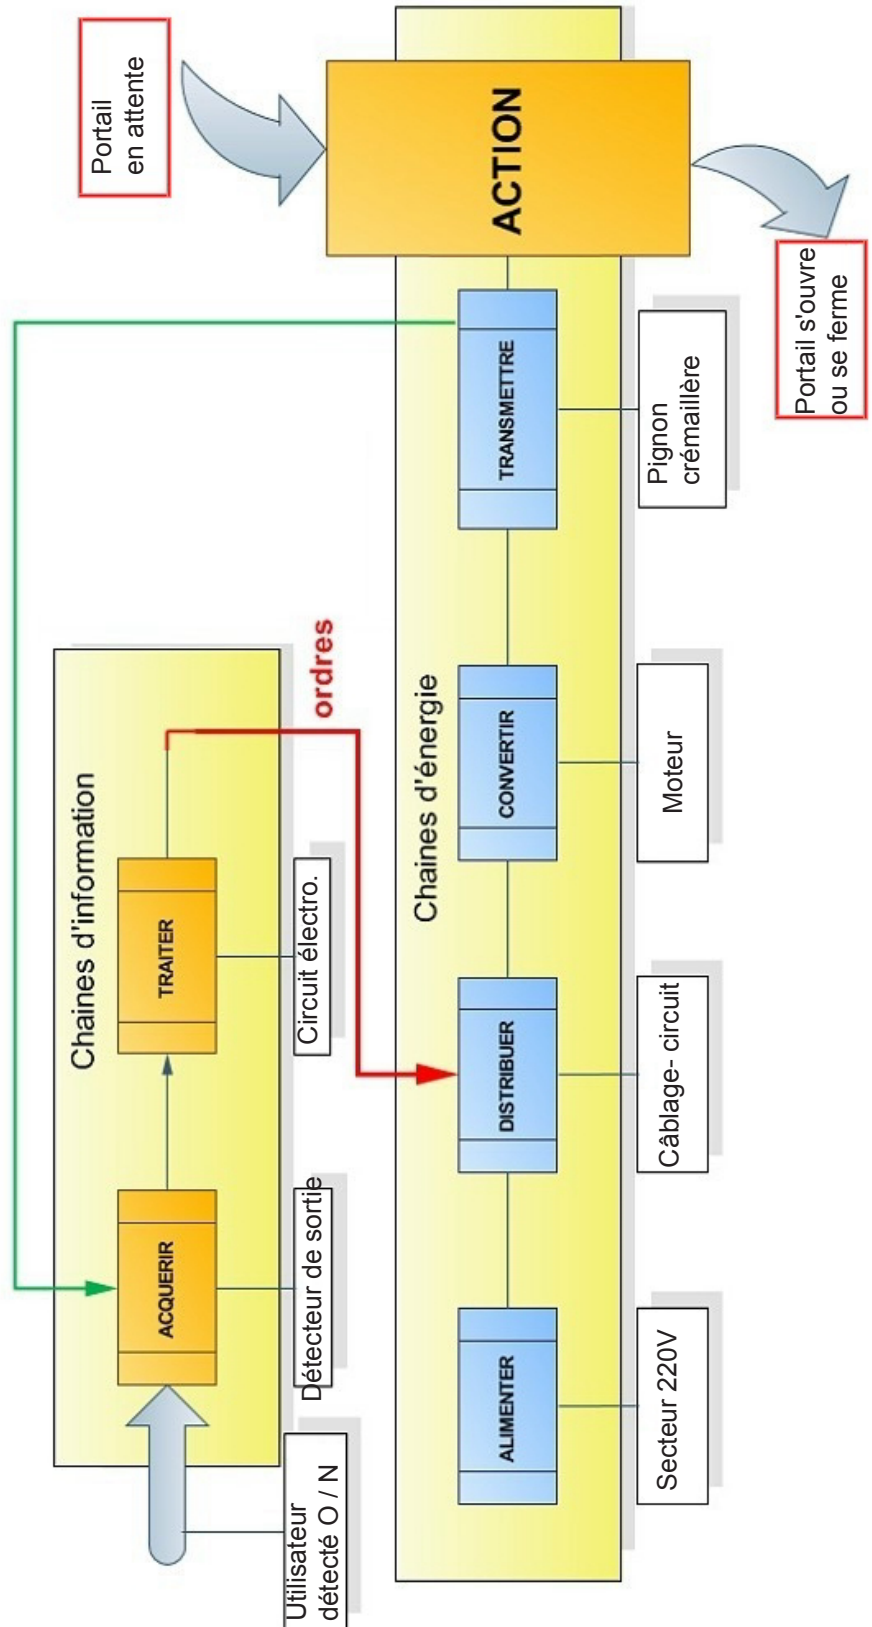 Chaines d'information
Utilisateur
détecté O / N
ACQUERIR
Détecteur de sortie
TRAITER
Circuit électro.
ordres
Portail
en attente
Chaines d'énergie
ALIMENTER
Secteur 220V
DISTRIBUER
Câblage- circuit
CONVERTIR
Moteur
TRANSMETTRE
Pignon
crémaillère
ACTION
Portail s'ouvre
ou se ferme